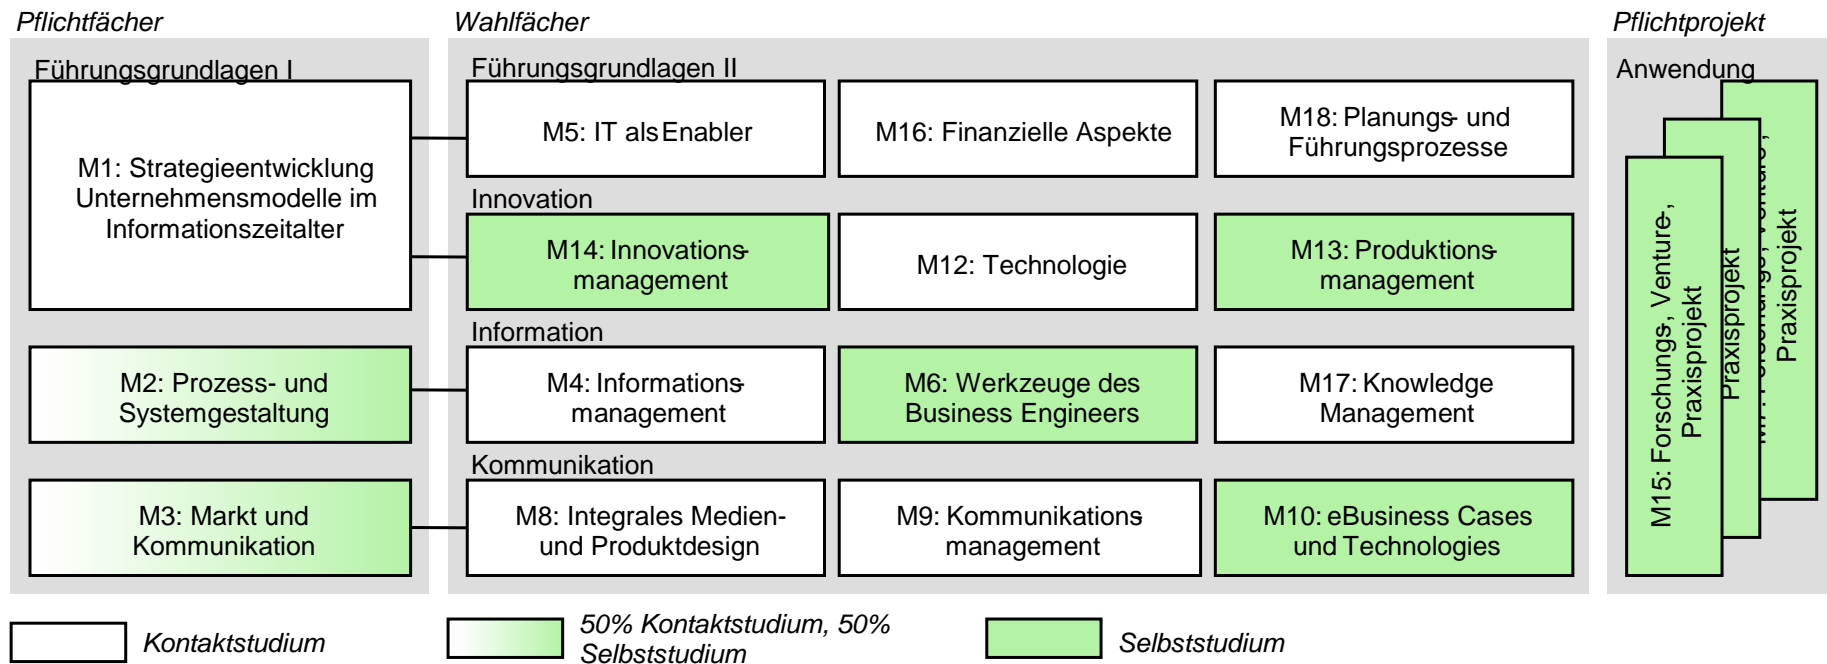 Pflichtfächer
Wahlfächer
Pflichtprojekt
Führungsgrundlagen I
M1: Strategieentwicklung
Unternehmensmodelle im
Informationszeitalter
M2: Prozess- und
Systemgestaltung
M3: Markt und
Kommunikation
Führungsgrundlagen II
M5: IT als Enabler
M16: Finanzielle Aspekte
M18: Planungs- und
Führungsprozesse
Innovation
M14: Innovations-
management
M12: Technologie
M13: Produktions-
management
Information
M4: Informations-
management
M6: Werkzeuge des
Business Engineers
M17: Knowledge
Management
Kommunikation
M8: Integrales Medien-
und Produktdesign
M9: Kommunikations-
management
M10: eBusiness Cases
und Technologies
Anwendung
M15: Forschungs-, Venture-,
Praxisprojekt
Praxisprojekt
Praxisprojekt
Kontaktstudium
50% Kontaktstudium, 50%
Selbststudium
Selbststudium